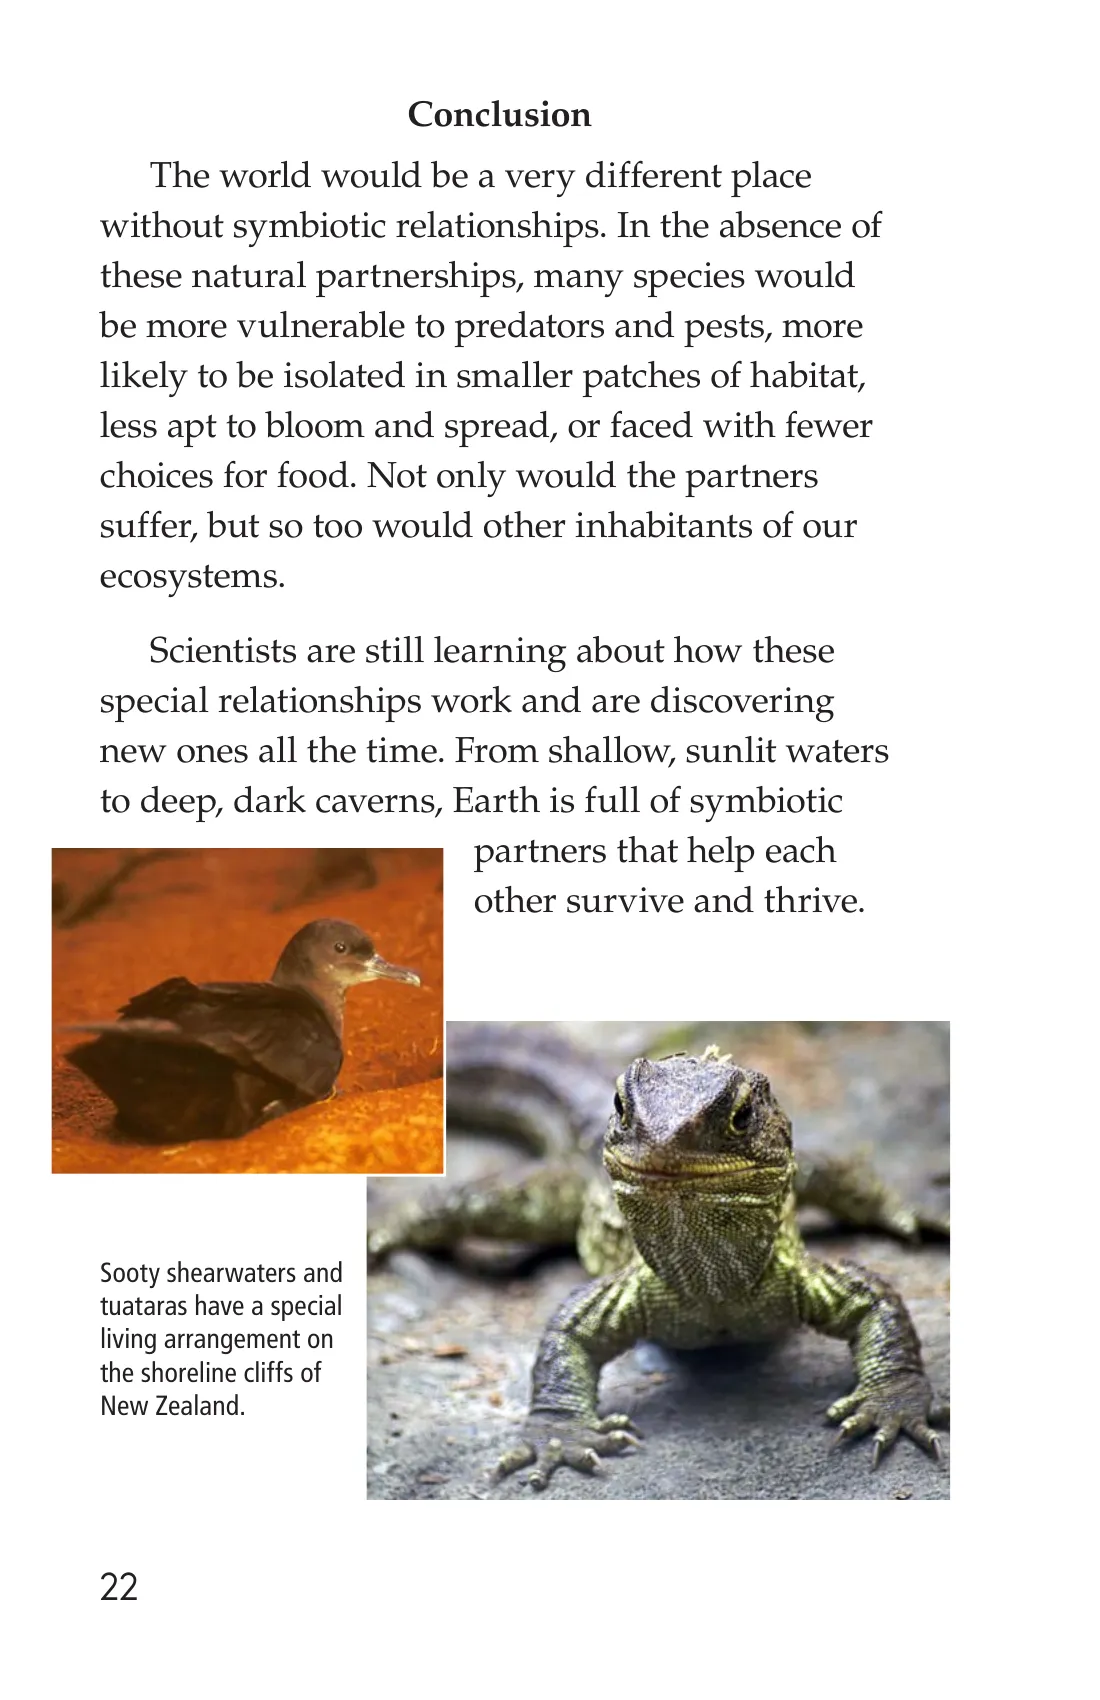 Conclusion
The world would be a very different place
without symbiotic relationships. In the absence of
these natural partnerships, many species would
be more vulnerable to predators and pests, more
likely to be isolated in smaller patches of habitat,
less apt to bloom and spread, or faced with fewer
choices for food. Not only would the partners
suffer, but so too would other inhabitants of our
ecosystems.
Scientists are still learning about how these
special relationships work and are discovering
new ones all the time. From shallow, sunlit waters
to deep, dark caverns, Earth is full of symbiotic
partners that help each
other survive and thrive.
Sooty shearwaters and
tuataras have a special
living arrangement on
the shoreline cliffs of
New Zealand.
22